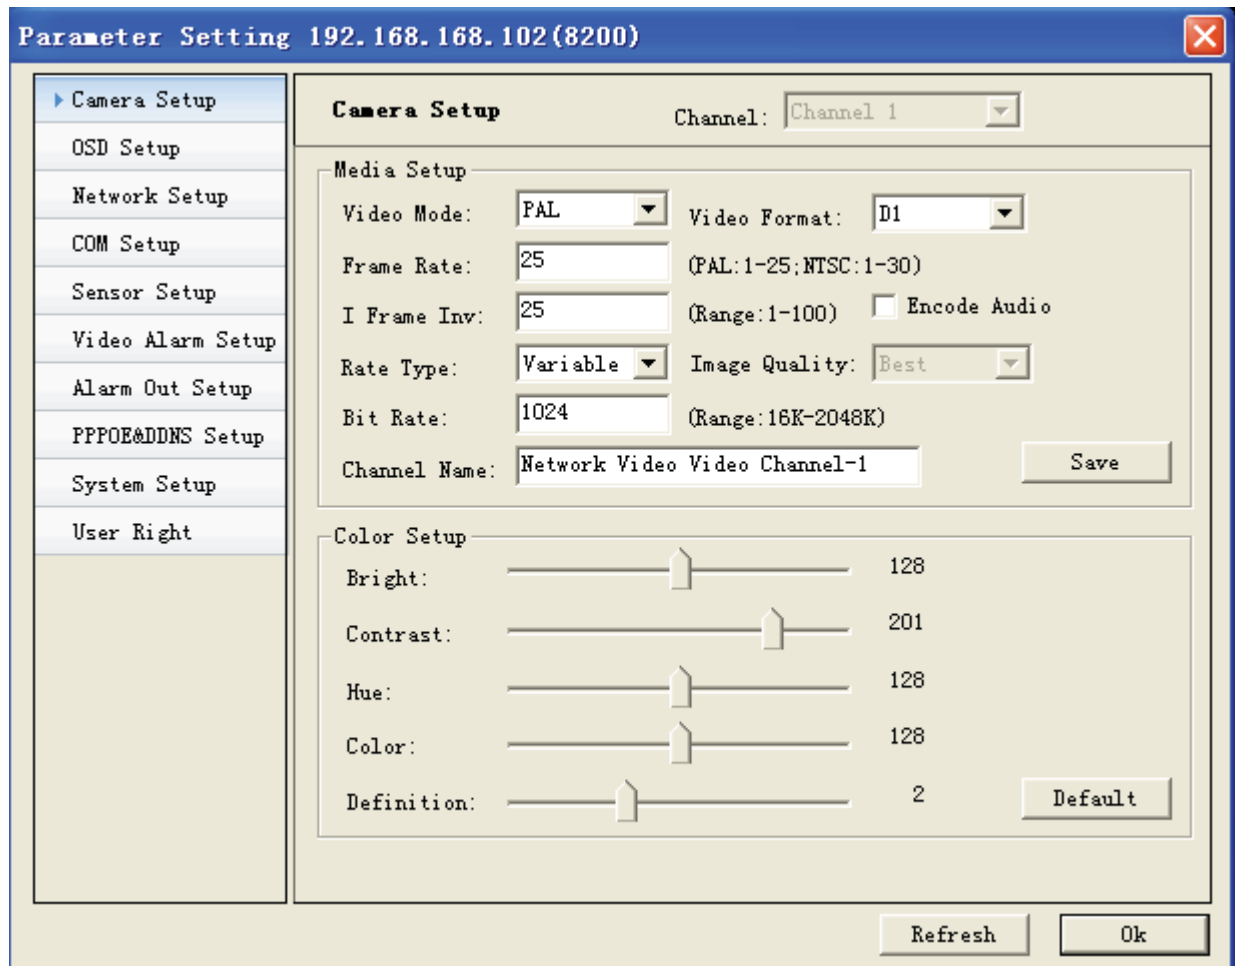 Parameter Setting 192.168.168.102(8200)
Camera Setup
OSD Setup
Network Setup
COM Setup
Sensor Setup
Video Alarm Setup
Alarm Out Setup
PPPOE&DDNS Setup
System Setup
User Right
Camera Setup Channel: Channel 1
Media Setup
Video Mode: PAL Video Format: D1
Frame Rate: 25 (PAL:1-25;NTSC:1-30)
I Frame Inv: 25 (Range:1-100) Encode Audio
Rate Type: Variable Image Quality: Best
Bit Rate: 1024 (Range:16K-2048K)
Channel Name: Network Video Video Channel-1 Save
Color Setup
Bright: 128
Contrast: 201
Hue: 128
Color: 128
Definition: 2 Default
Refresh Ok